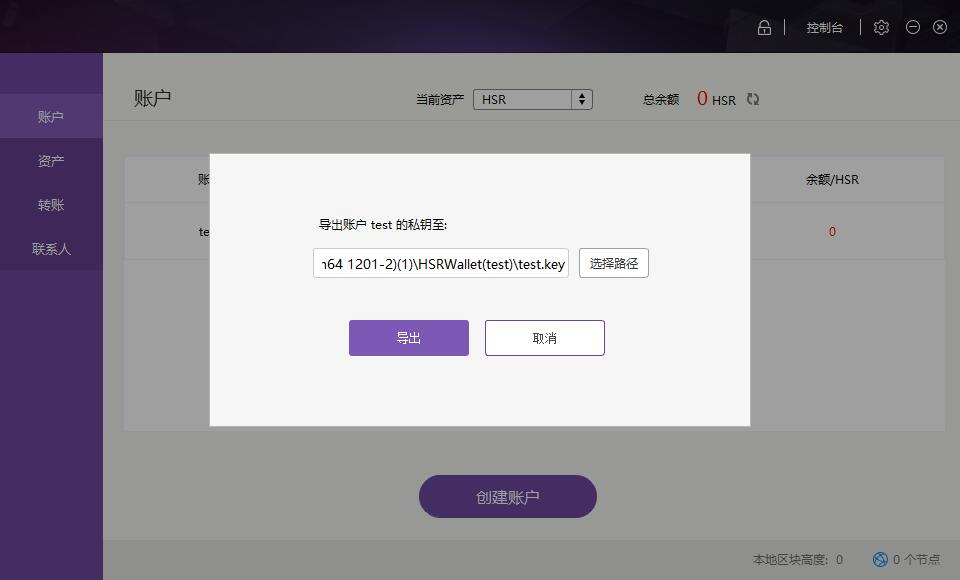 控制台
账户
资产
转账
联系人
账户
当前资产 HSR 总余额 0 HSR
账 余额/HSR
te 0
导出账户 test 的私钥至:
64 1201-2)(1)\HSRWallet(test)\test.key 选择路径
导出 取消
创建账户
本地区块高度: 0 0 个节点